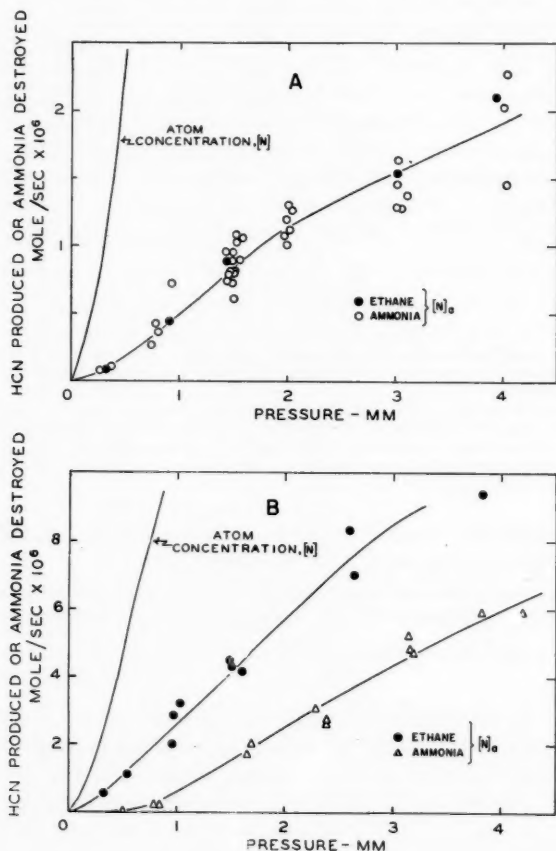 HCN PRODUCED OR AMMONIA DESTROYED
MOLE/SEC X 10⁶
A
2
1
0
ATOM
CONCENTRATION, [N]
● ETHANE
○ AMMONIA
} [N]ₐ
0 1 2 3 4
PRESSURE - MM
HCN PRODUCED OR AMMONIA DESTROYED
MOLE/SEC X 10⁶
B
8
6
4
2
ATOM
CONCENTRATION, [N]
● ETHANE
△ AMMONIA
} [N]ₐ
0 1 2 3 4
PRESSURE - MM